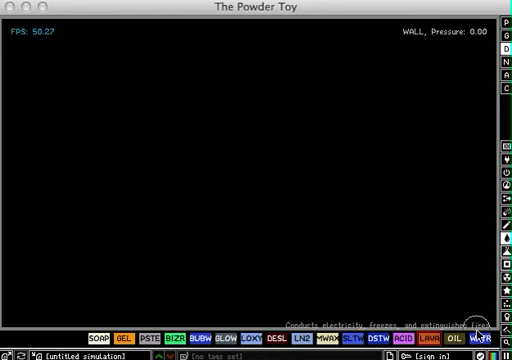 The Powder Toy
FPS: 50.27
WALL, Pressure: 0.00
P
G
D
N
A
C
Conducts electricity, freezes, and extinguishes fires.
SOAP GEL PSTE BIZR BUBW GLOW LOXY DESL LN2 MWAX SLTW DSTW ACID LAVA OIL WATR
[untitled simulation] [no tags set] [sign in]